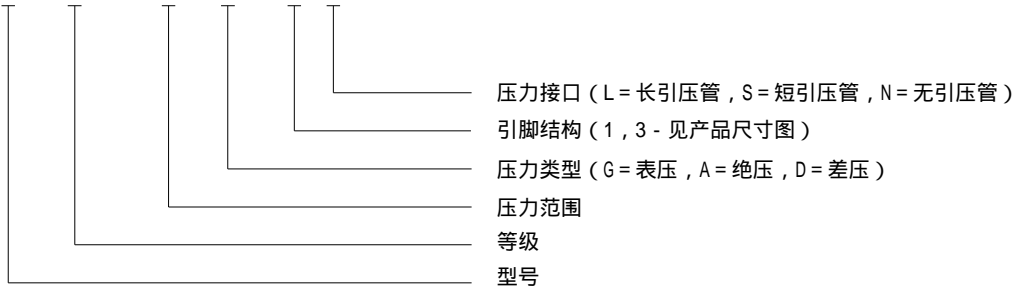 压力接口（L=长引压管，S=短引压管，N=无引压管）
引脚结构（1，3-见产品尺寸图）
压力类型（G=表压，A=绝压，D=差压）
压力范围
等级
型号